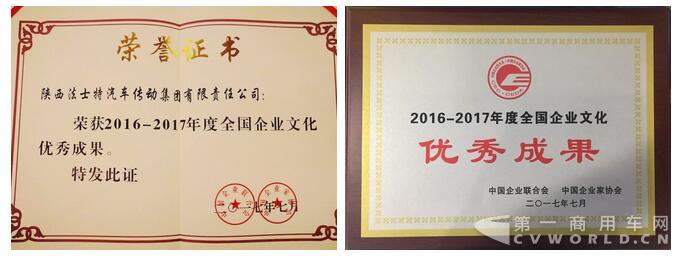 荣誉证书
陕西法士特汽车传动集团有限责任公司：
荣获2016-2017年度全国企业文化
优秀成果。
特发此证
二〇一七年七月
2016-2017年度全国企业文化
优秀成果
中国企业联合会 中国企业家协会
二〇一七年七月
第一商用车网
CVWORLD.CN